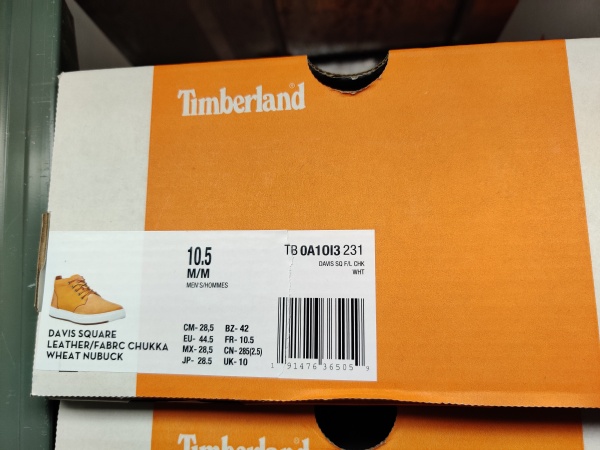 Timberland®
10.5
M/M
MEN'S/HOMMES
TB 0A1OI3 231
DAVIS SQ F/L CHK
WHT
DAVIS SQUARE
LEATHER/FABRC CHUKKA
WHEAT NUBUCK
CM- 28,5 BZ- 42
EU- 44.5 FR- 10.5
MX- 28,5 CN- 285(2.5)
JP- 28.5 UK- 10
1 91476 36505 9
Timberland®